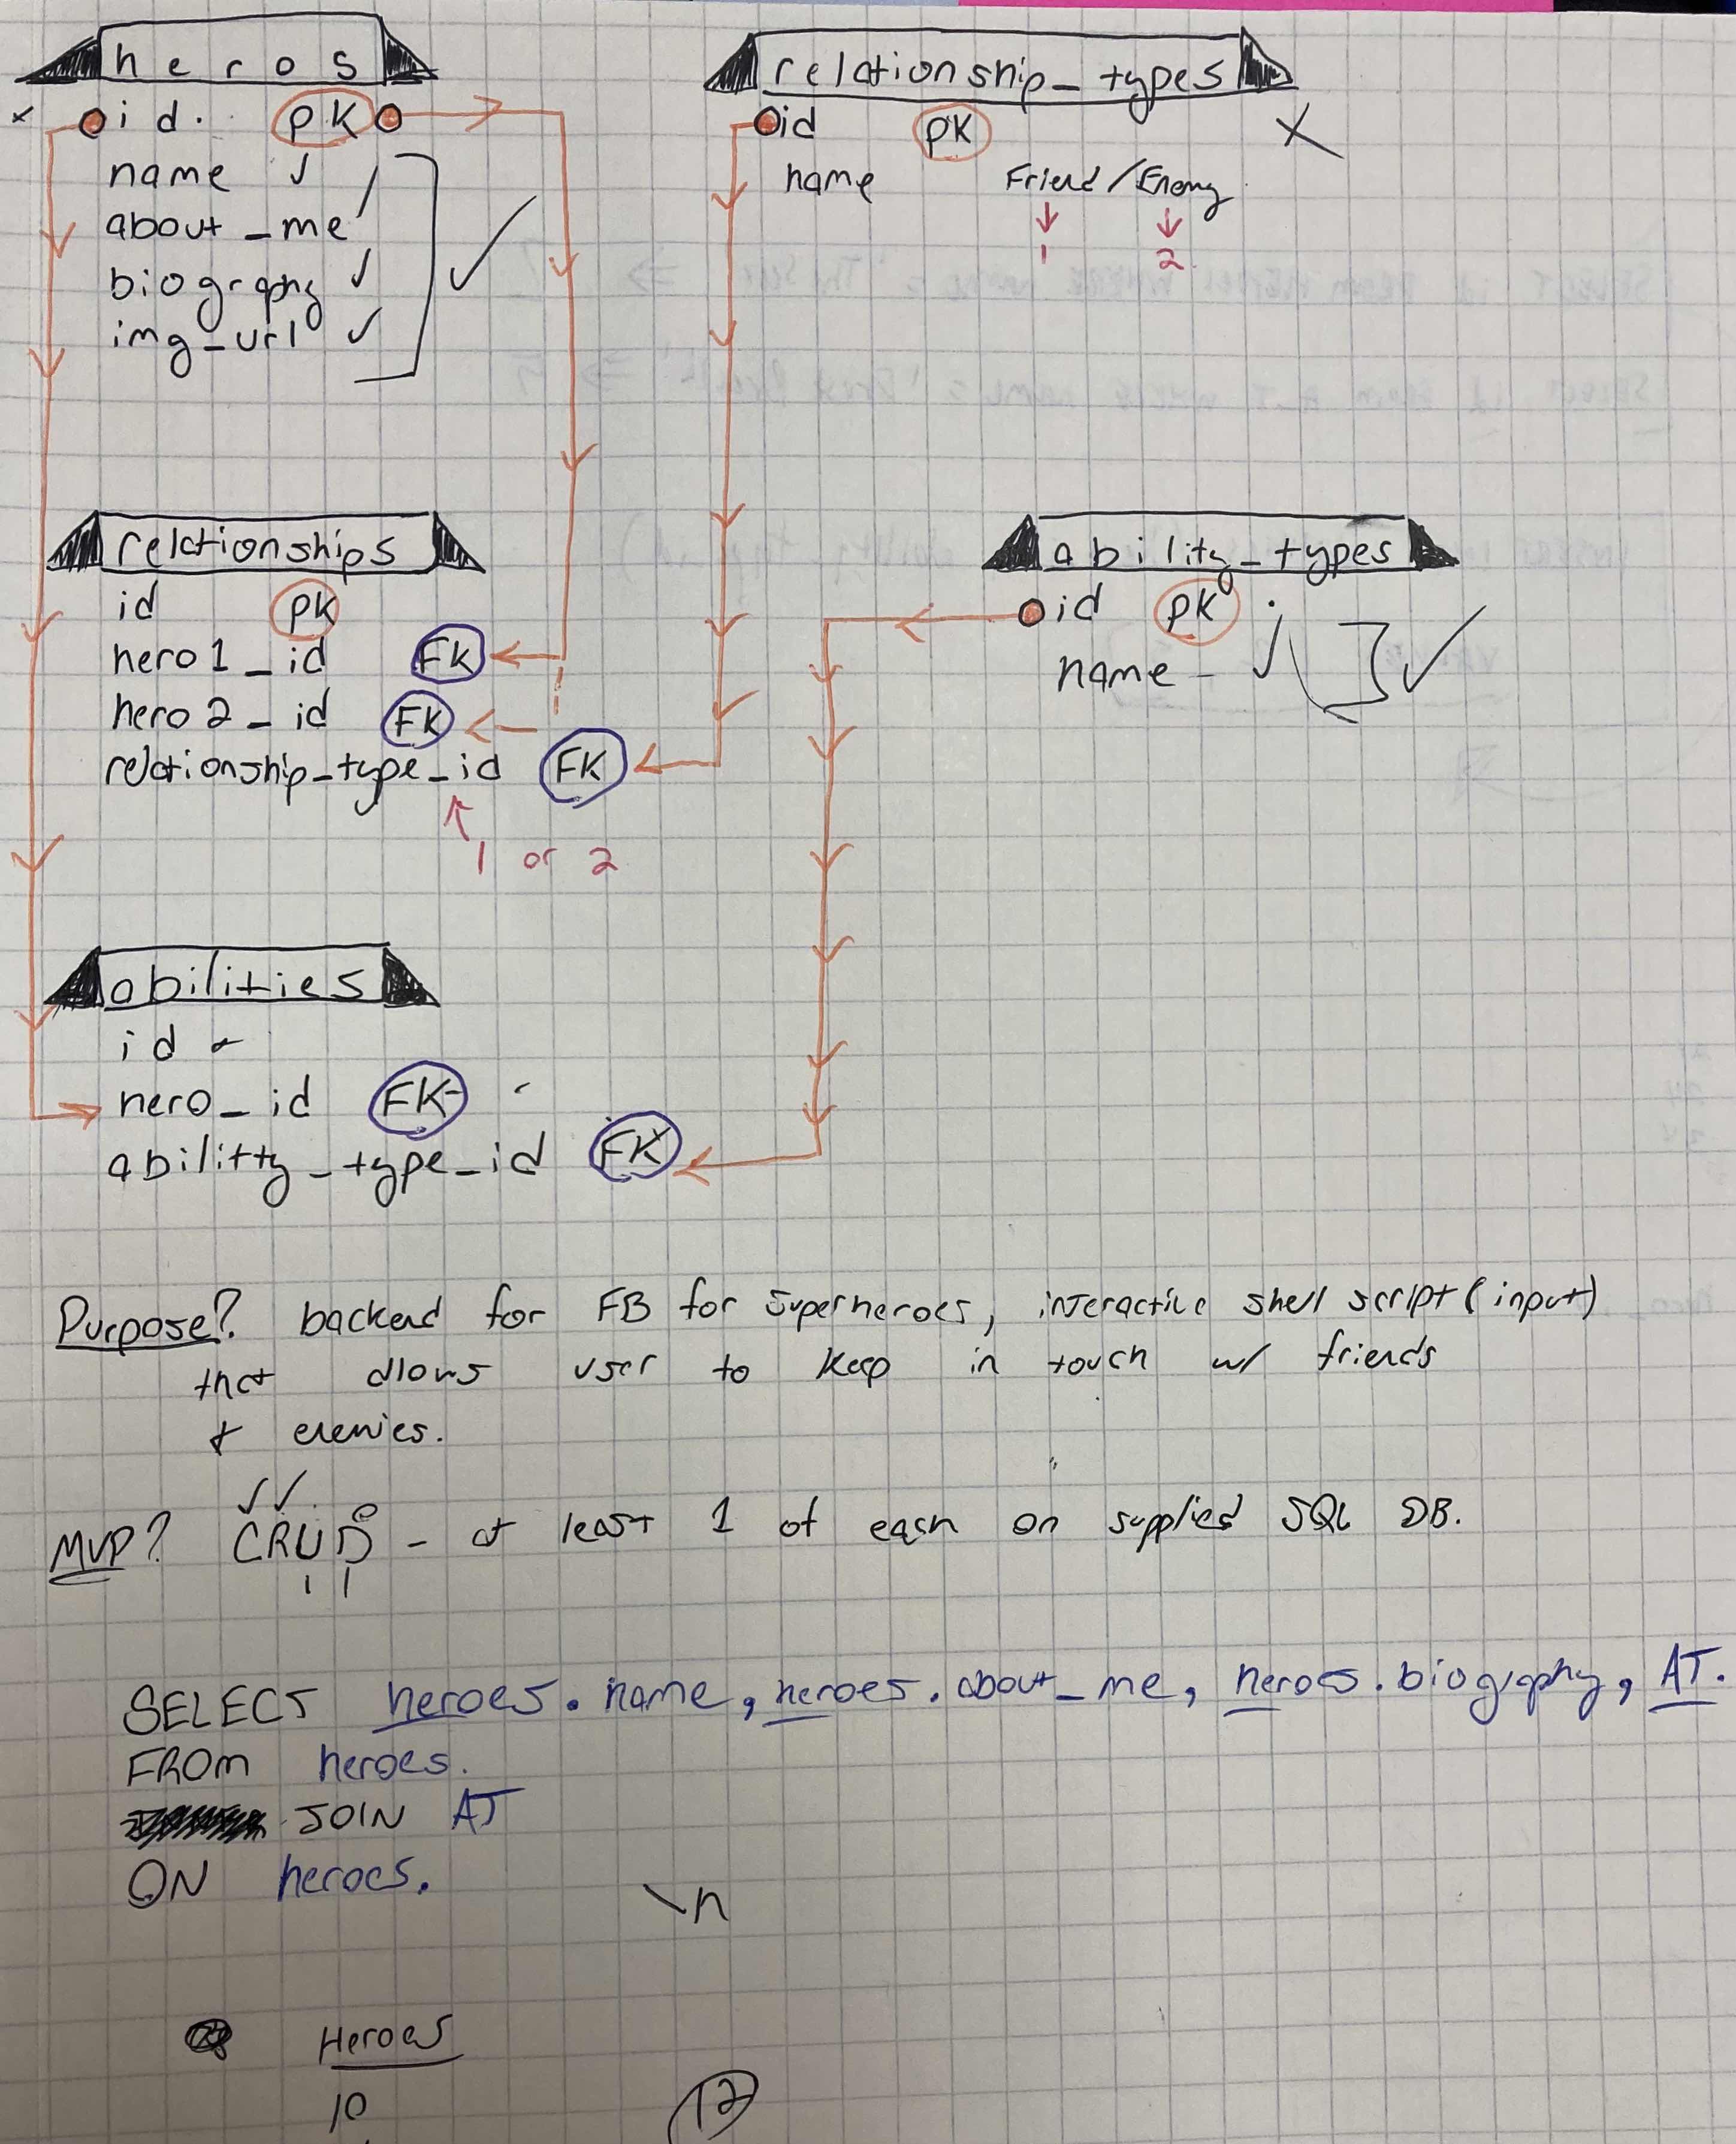 heros
id. PK
name
about_me
biography
img_url
relationship_types
id PK
name Friend/Enemy
1 2
relationships
id PK
hero1_id FK
hero2_id FK
relationship_type_id FK
1 or 2
ability_types
id PK
name
abilities
id
hero_id FK
abilitty_type_id FK
Purpose? backend for FB for superheroes, interactive shell script (input)
that allows user to keep in touch w/ friends
+ enemies.
MVP? CRUD - at least 1 of each on supplied SQL DB.
SELECT heroes.name, heroes.about_me, heroes.biography, AT.
FROM heroes.
JOIN AT
ON heroes.
\n
Heroes
10
12